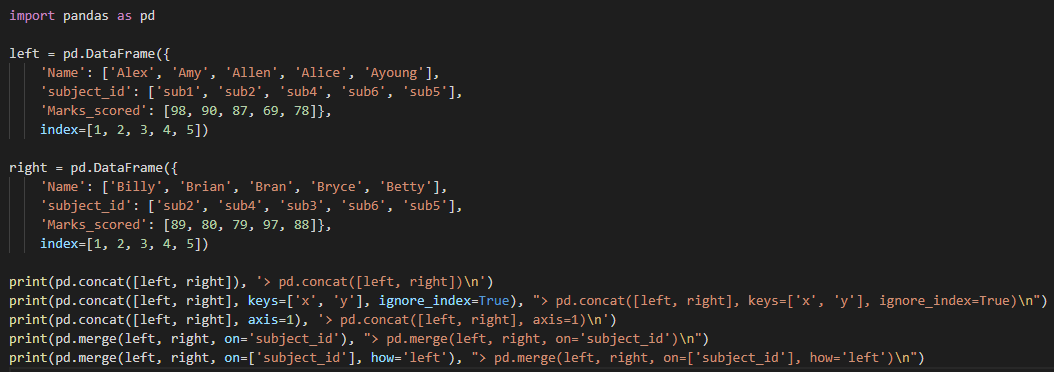 import pandas as pd
left = pd.DataFrame({
'Name': ['Alex', 'Amy', 'Allen', 'Alice', 'Ayoung'],
'subject_id': ['sub1', 'sub2', 'sub4', 'sub6', 'sub5'],
'Marks_scored': [98, 90, 87, 69, 78]},
index=[1, 2, 3, 4, 5])
right = pd.DataFrame({
'Name': ['Billy', 'Brian', 'Bran', 'Bryce', 'Betty'],
'subject_id': ['sub2', 'sub4', 'sub3', 'sub6', 'sub5'],
'Marks_scored': [89, 80, 79, 97, 88]},
index=[1, 2, 3, 4, 5])
print(pd.concat([left, right]), '> pd.concat([left, right])\n')
print(pd.concat([left, right], keys=['x', 'y'], ignore_index=True), "> pd.concat([left, right], keys=['x', 'y'], ignore_index=True)\n")
print(pd.concat([left, right], axis=1), '> pd.concat([left, right], axis=1)\n')
print(pd.merge(left, right, on='subject_id'), "> pd.merge(left, right, on='subject_id')\n")
print(pd.merge(left, right, on=['subject_id'], how='left'), "> pd.merge(left, right, on=['subject_id'], how='left')\n")